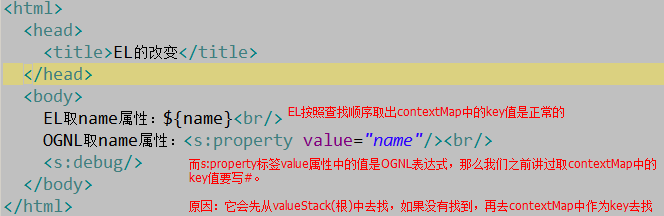 <html>
<head>
<title>EL的改变</title>
</head>
<body>
EL取name属性：${name}<br/> EL按照查找顺序取出contextMap中的key值是正常的
OGNL取name属性：<s:property value="name"/><br/>
<s:debug/> 而s:property标签value属性中的值是OGNL表达式，那么我们之前讲过取contextMap中的
key值要写#。
</body>
原因：它会先从valueStack(根)中去找，如果没有找到，再去contextMap中作为key去找
</html>